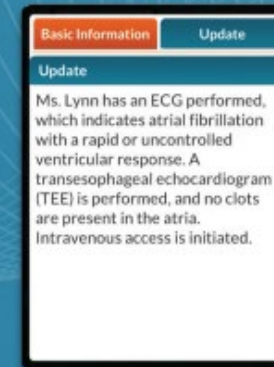 Basic Information
Update
Update
Ms. Lynn has an ECG performed,
which indicates atrial fibrillation
with a rapid or uncontrolled
ventricular response. A
transesophageal echocardiogram
(TEE) is performed, and no clots
are present in the atria.
Intravenous access is initiated.